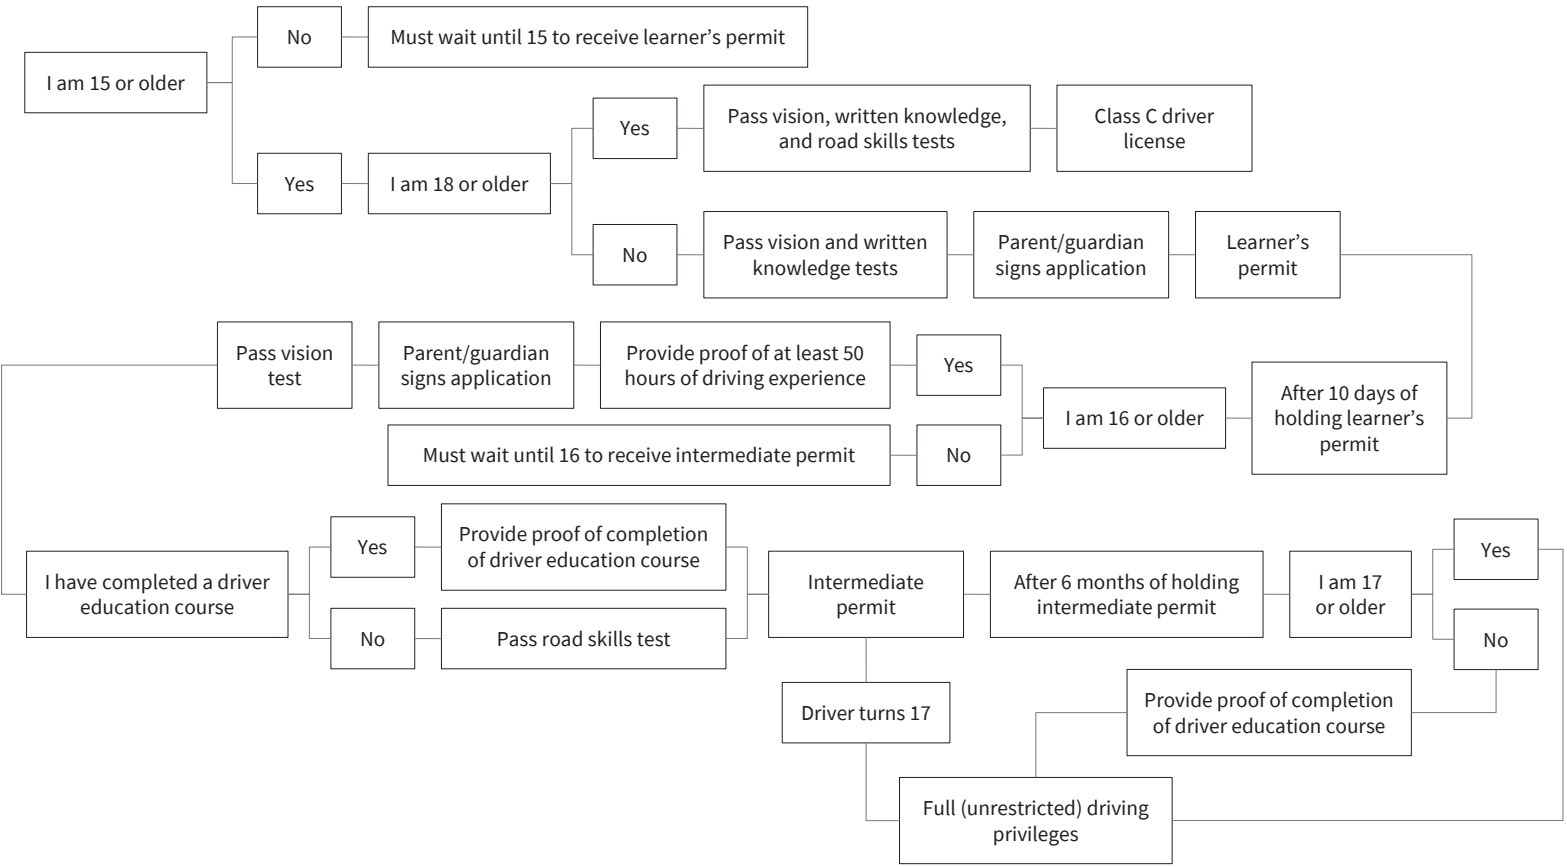 No
Must wait until 15 to receive learner’s permit
I am 15 or older
Yes
I am 18 or older
Yes
Pass vision, written knowledge,
and road skills tests
Class C driver
license
No
Pass vision and written
knowledge tests
Parent/guardian
signs application
Learner’s
permit
After 10 days of
holding learner’s
permit
I am 16 or older
Yes
Provide proof of at least 50
hours of driving experience
Parent/guardian
signs application
Pass vision
test
No
Must wait until 16 to receive intermediate permit
I have completed a driver
education course
Yes
Provide proof of completion
of driver education course
No
Pass road skills test
Intermediate
permit
After 6 months of holding
intermediate permit
I am 17
or older
Yes
No
Provide proof of completion
of driver education course
Driver turns 17
Full (unrestricted) driving
privileges